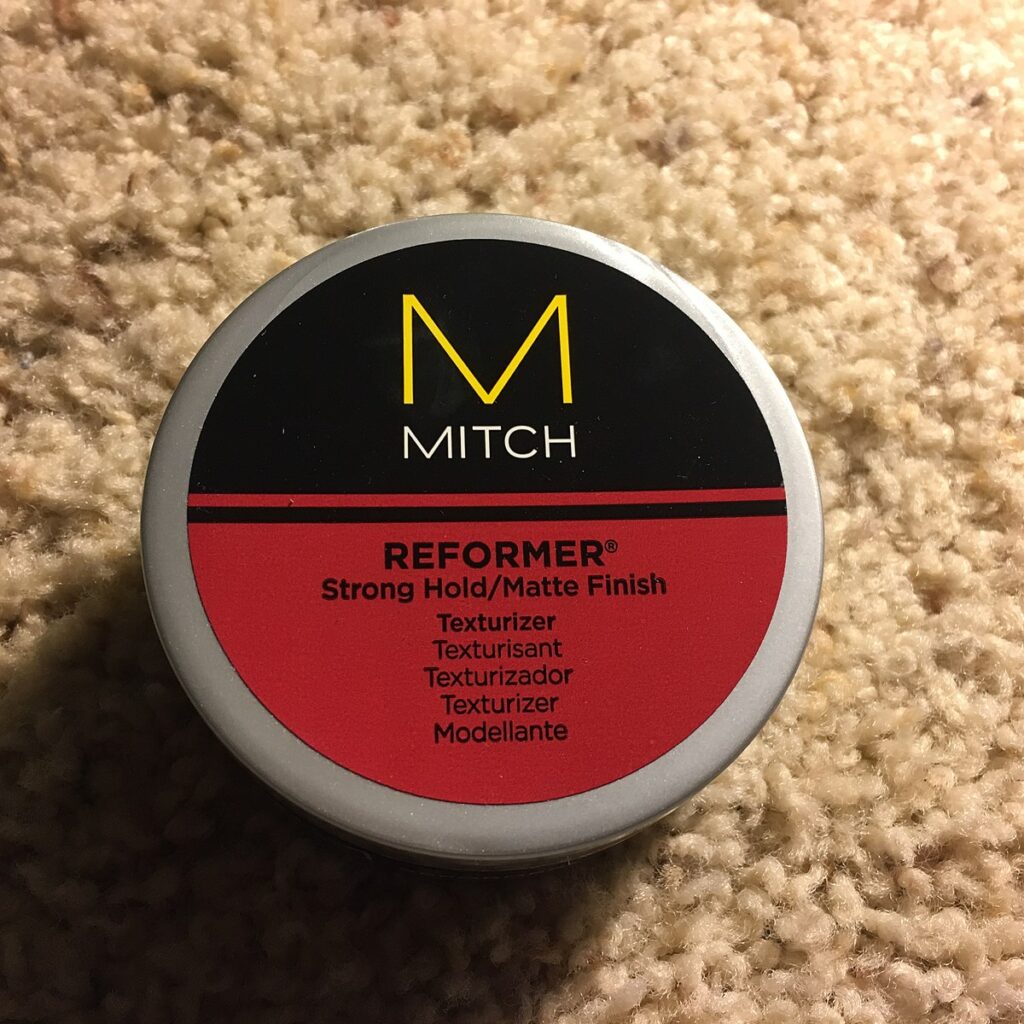 M
MITCH
REFORMER®
Strong Hold/Matte Finish
Texturizer
Texturisant
Texturizador
Texturizer
Modellante